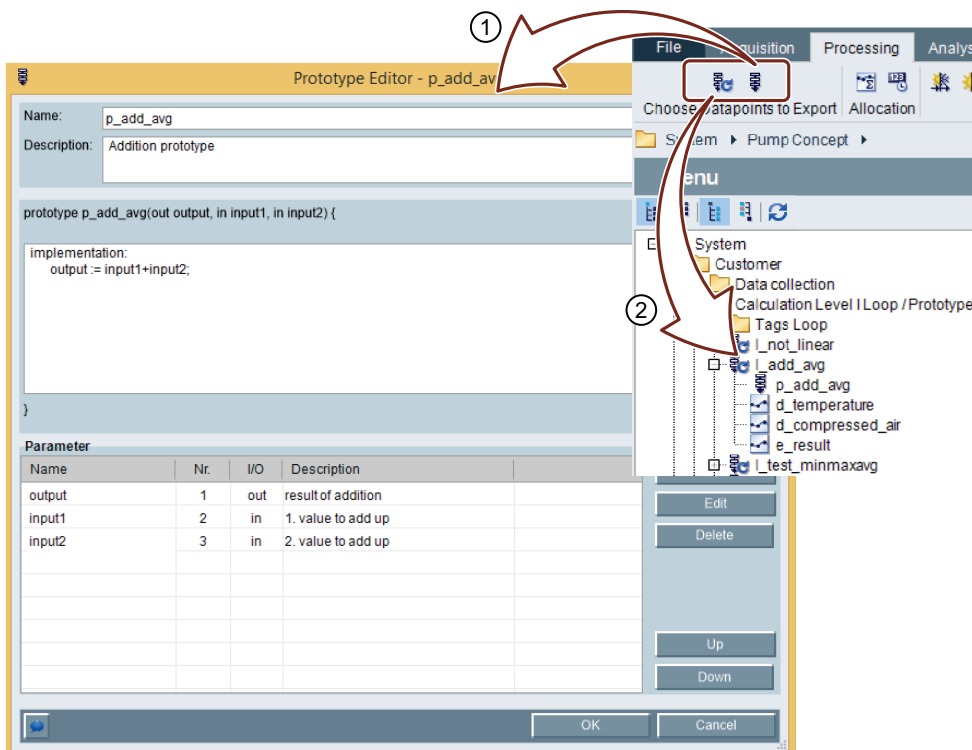 1
File Acquisition Processing Analys
Prototype Editor - p_add_av
Choose Datapoints to Export Allocation
Name: p_add_avg
Description: Addition prototype
System Pump Concept
enu
prototype p_add_avg(out output, in input1, in input2) {
implementation:
output := input1+input2;
}
System
Customer
Data collection
Calculation Level I Loop / Prototype
2
Tags Loop
l_not_linear
l_add_avg
p_add_avg
d_temperature
d_compressed_air
e_result
l_test_minmaxavg
Parameter
Name Nr. I/O Description
output 1 out result of addition
input1 2 in 1. value to add up
input2 3 in 2. value to add up
Edit
Delete
Up
Down
OK Cancel